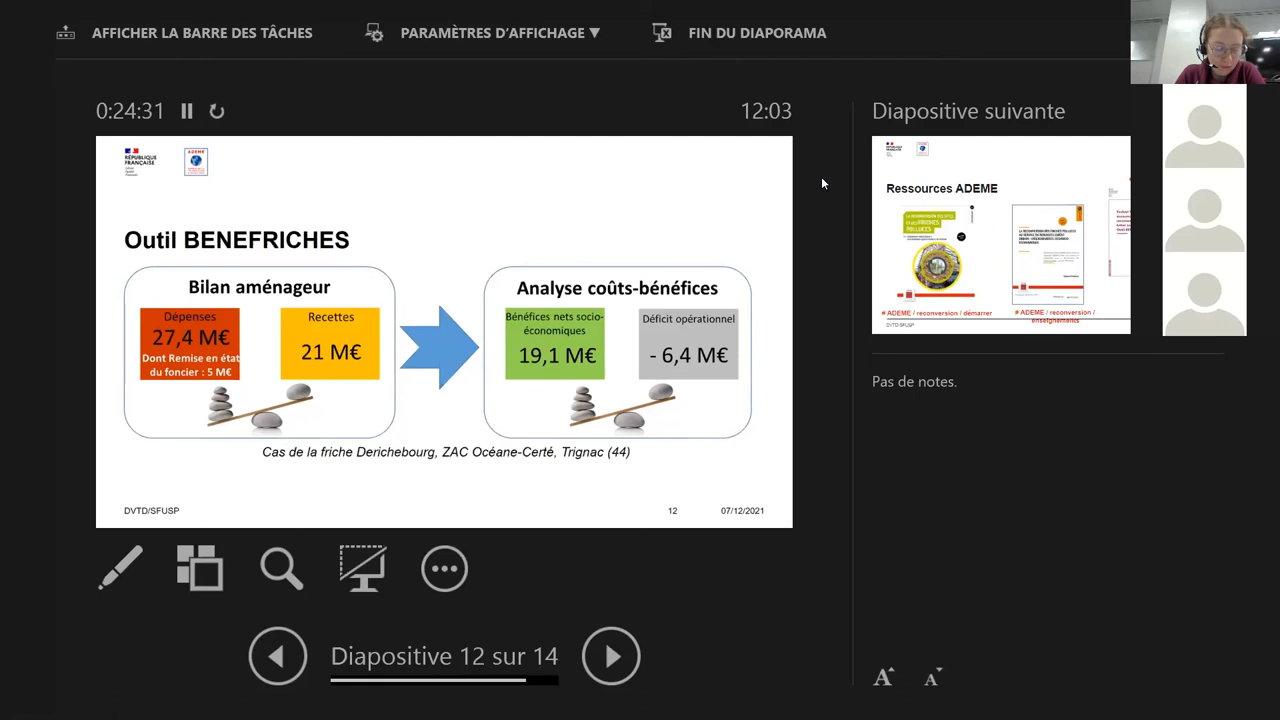 AFFICHER LA BARRE DES TÂCHES
PARAMÈTRES D'AFFICHAGE ▼
FIN DU DIAPORAMA
0:24:31
12:03
Diapositive suivante
RÉPUBLIQUE
FRANÇAISE
ADEME
Outil BENEFRICHES
Bilan aménageur
Dépenses
27,4 M€
Dont Remise en état
du foncier : 5 M€
Recettes
21 M€
Analyse coûts-bénéfices
Bénéfices nets socio-
économiques
19,1 M€
Déficit opérationnel
- 6,4 M€
Cas de la friche Derichebourg, ZAC Océane-Certé, Trignac (44)
DVTD/SFUSP
12
07/12/2021
Ressources ADEME
# ADEME / reconversion / démarrer
# ADEME / reconversion /
enseignements
DVTD/SFUSP
Pas de notes.
Diapositive 12 sur 14
A
A